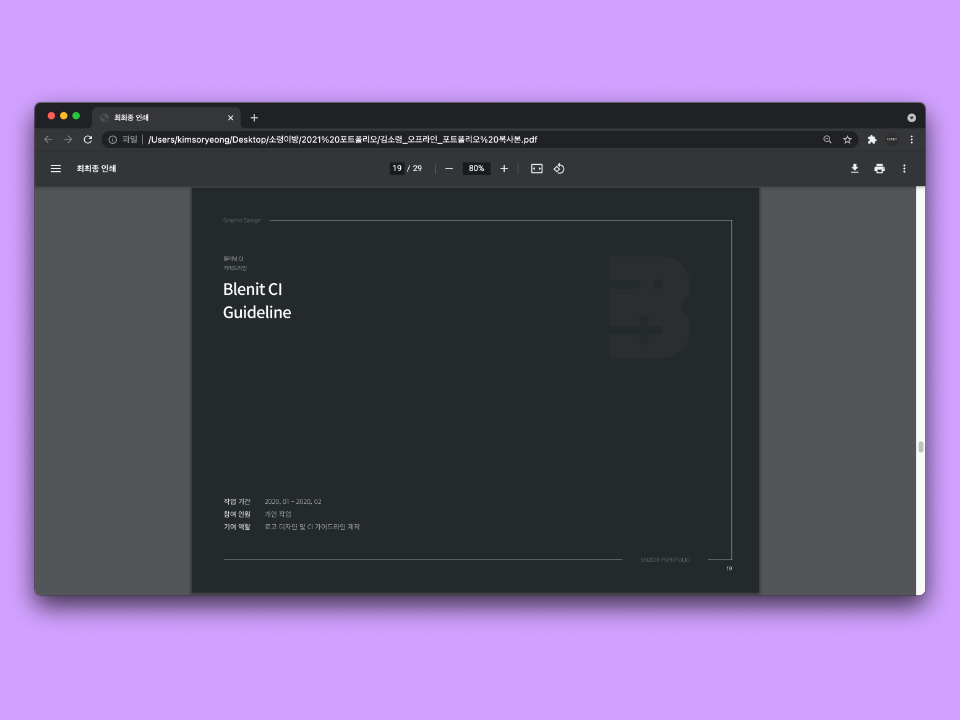 최최종 인쇄
파일 /Users/kimsoryeong/Desktop/소령이방/2021%20포트폴리오/김소령_오프라인_포트폴리오%20복사본.pdf
최최종 인쇄
19 / 29
80%
Graphic Design
블레닛 CI
가이드라인
Blenit CI
Guideline
작업 기간 2020. 01 - 2020. 02
참여 인원 개인 작업
기여 역할 로고 디자인 및 CI 가이드라인 제작
19